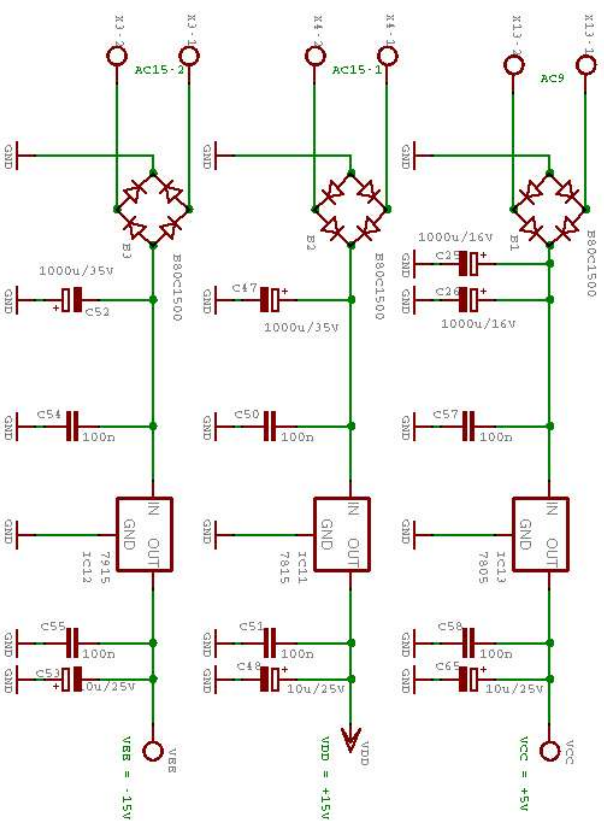 X3-2
X3-1
AC15-2
GND
B3
B80C1500
1000u/35V
C52
GND
C54
100n
GND
IN
GND
OUT
GND
7915
IC12
C55
100n
GND
C53
10u/25V
GND
VEE
VEE = -15V
X4-2
X4-1
AC15-1
GND
B2
B80C1500
C47
1000u/35V
GND
C50
100n
GND
IN
GND
OUT
GND
7815
IC11
C51
100n
GND
C48
10u/25V
GND
VDD
VDD = +15V
X13-2
X13-1
AC9
GND
B1
B80C1500
1000u/16V
C25
GND
C26
1000u/16V
GND
C57
100n
GND
IN
GND
OUT
GND
7805
IC13
C58
100n
GND
C65
10u/25V
GND
VCC
VCC = +5V